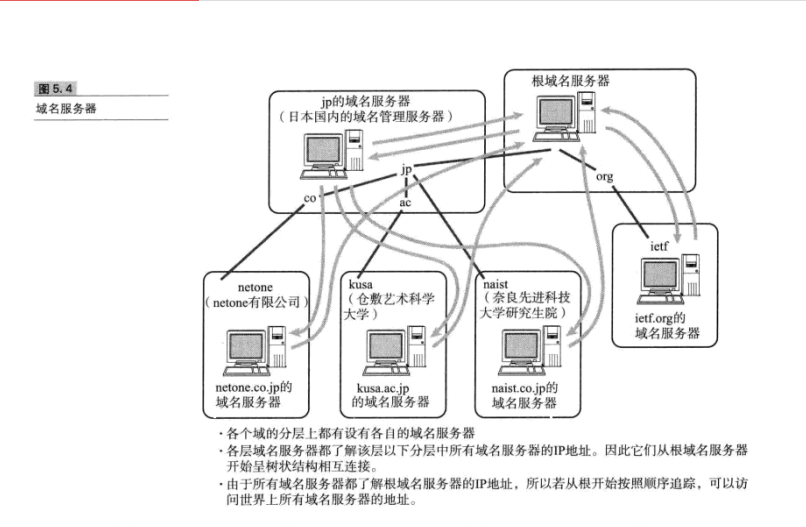 图 5.4
域名服务器
根域名服务器
jp的域名服务器
（日本国内的域名管理服务器）
jp
org
co
ac
ietf
netone
（netone有限公司）
kusa
（仓敷艺术科学
大学）
naist
（奈良先进科技
大学研究生院）
ietf.org的
域名服务器
netone.co.jp的
域名服务器
kusa.ac.jp
的域名服务器
naist.co.jp的
域名服务器
·各个域的分层上都有设有各自的域名服务器
·各层域名服务器都了解该层以下分层中所有域名服务器的IP地址。因此它们从根域名服务器
开始呈树状结构相互连接。
·由于所有域名服务器都了解根域名服务器的IP地址，所以若从根开始按照顺序追踪，可以访
问世界上所有域名服务器的地址。